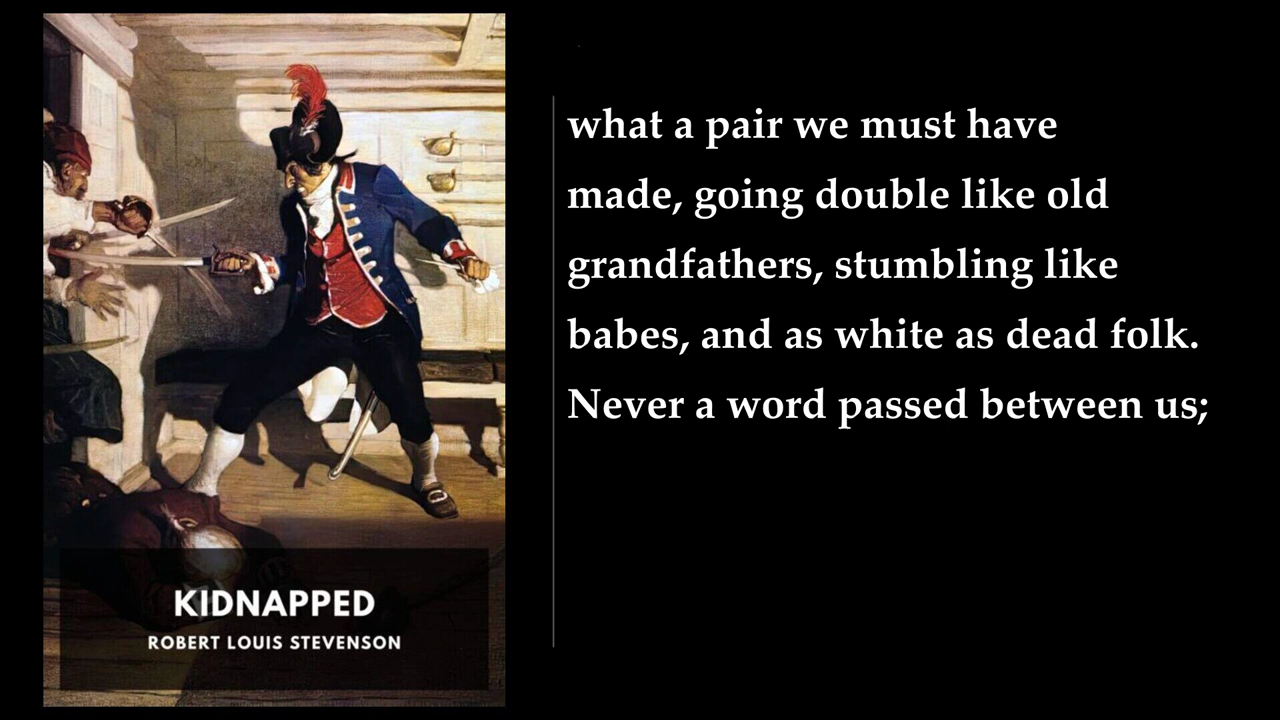 what a pair we must have
made, going double like old
grandfathers, stumbling like
babes, and as white as dead folk.
Never a word passed between us;
KIDNAPPED
ROBERT LOUIS STEVENSON